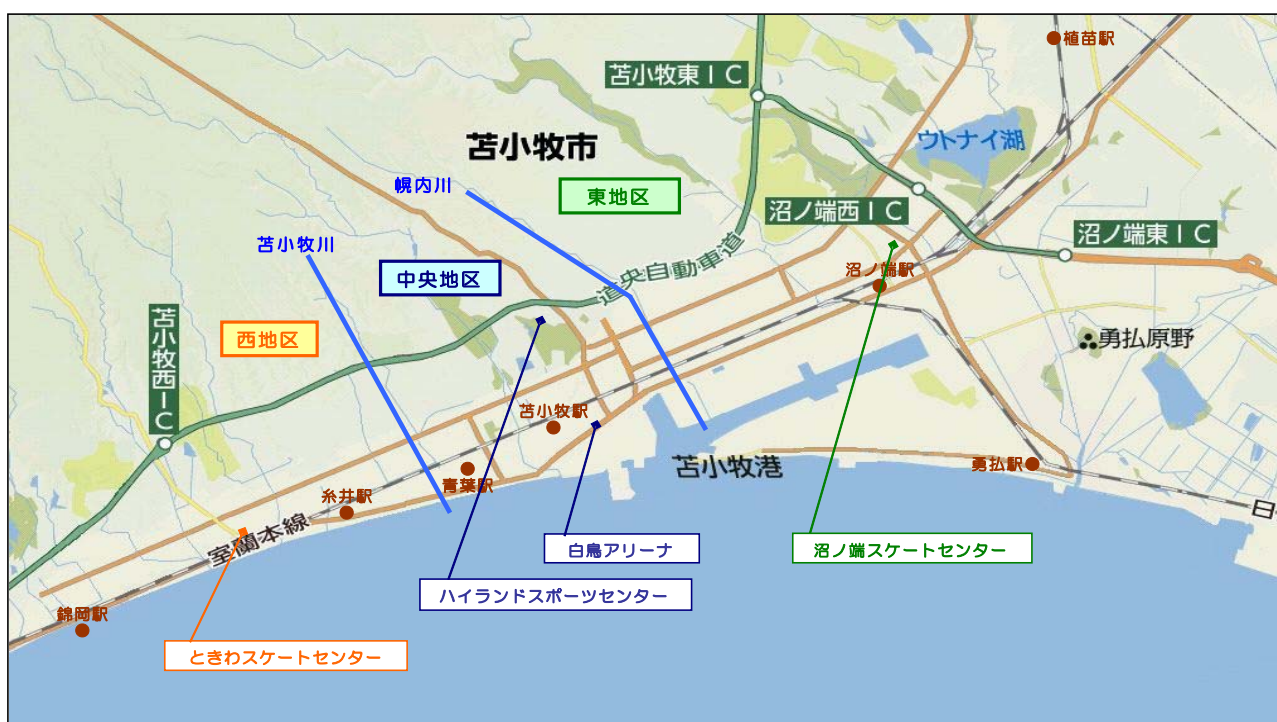 植苗駅
苫小牧東IC
ウトナイ湖
苫小牧市
幌内川
東地区
沼ノ端西IC
沼ノ端東IC
苫小牧川
道央自動車道
沼ノ端駅
中央地区
西地区
苫小牧西IC
勇払原野
苫小牧駅
苫小牧港
勇払駅
青葉駅
糸井駅
日
室蘭本線
白鳥アリーナ
沼ノ端スケートセンター
ハイランドスポーツセンター
錦岡駅
ときわスケートセンター